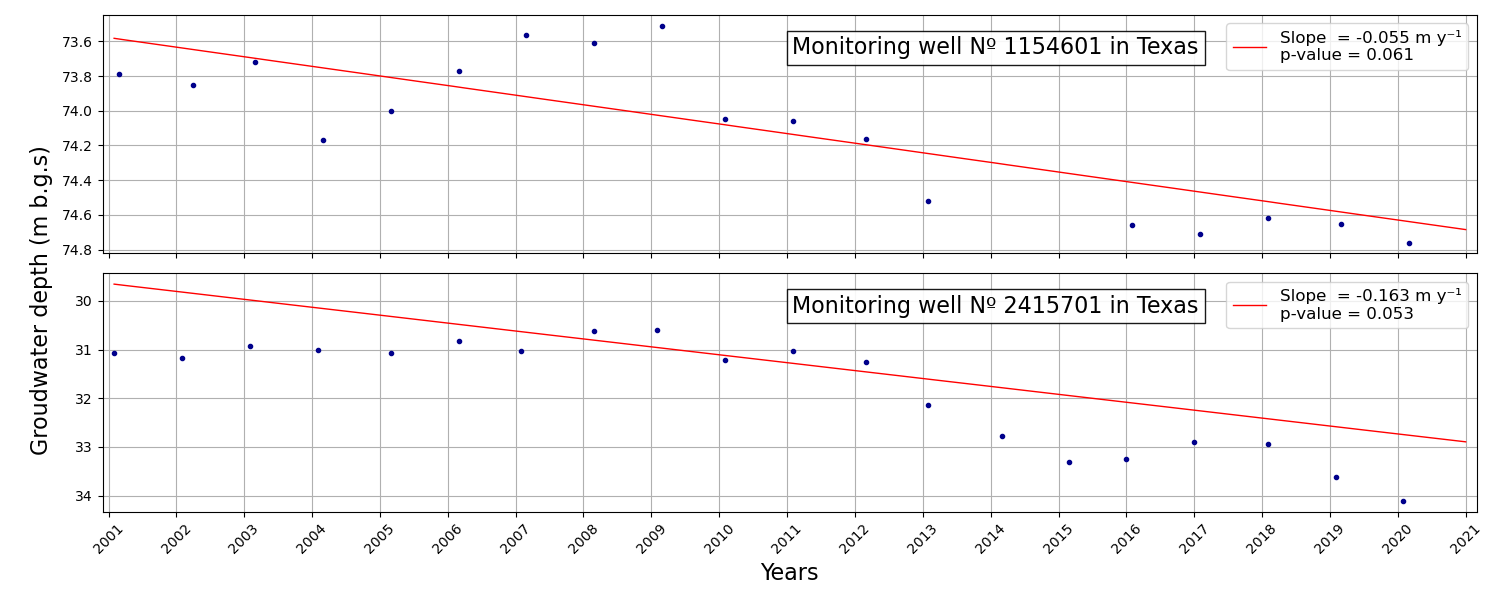 Groudwater depth (m b.g.s)
73.6
73.8
74.0
74.2
74.4
74.6
74.8
Monitoring well Nº 1154601 in Texas
Slope  = -0.055 m y⁻¹
p-value = 0.061
30
31
32
33
34
Monitoring well Nº 2415701 in Texas
Slope  = -0.163 m y⁻¹
p-value = 0.053
2001 2002 2003 2004 2005 2006 2007 2008 2009 2010 2011 2012 2013 2014 2015 2016 2017 2018 2019 2020 2021
Years